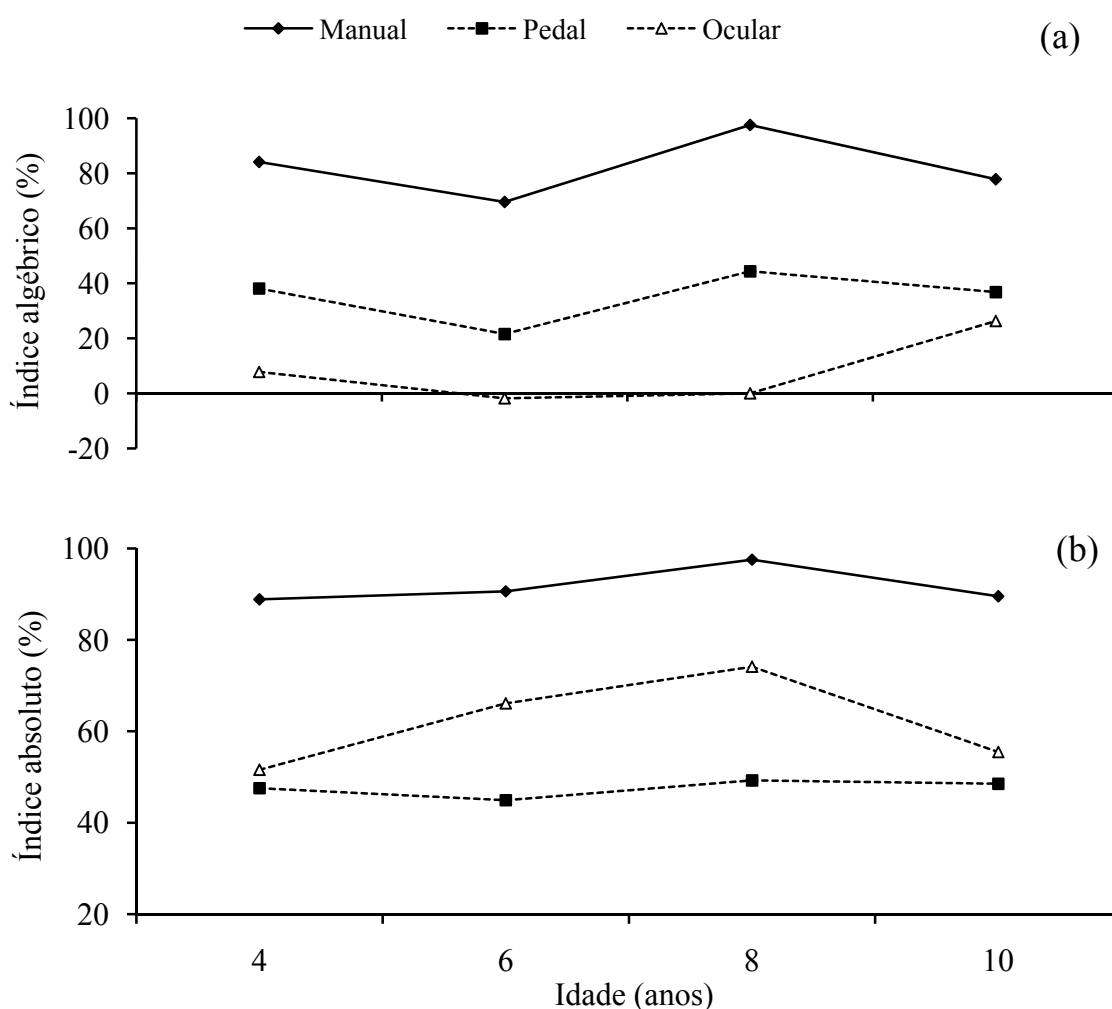 Manual Pedal Ocular
(a)
Índice algébrico (%)
100
80
60
40
20
0
-20
(b)
Índice absoluto (%)
100
80
60
40
20
4 6 8 10
Idade (anos)